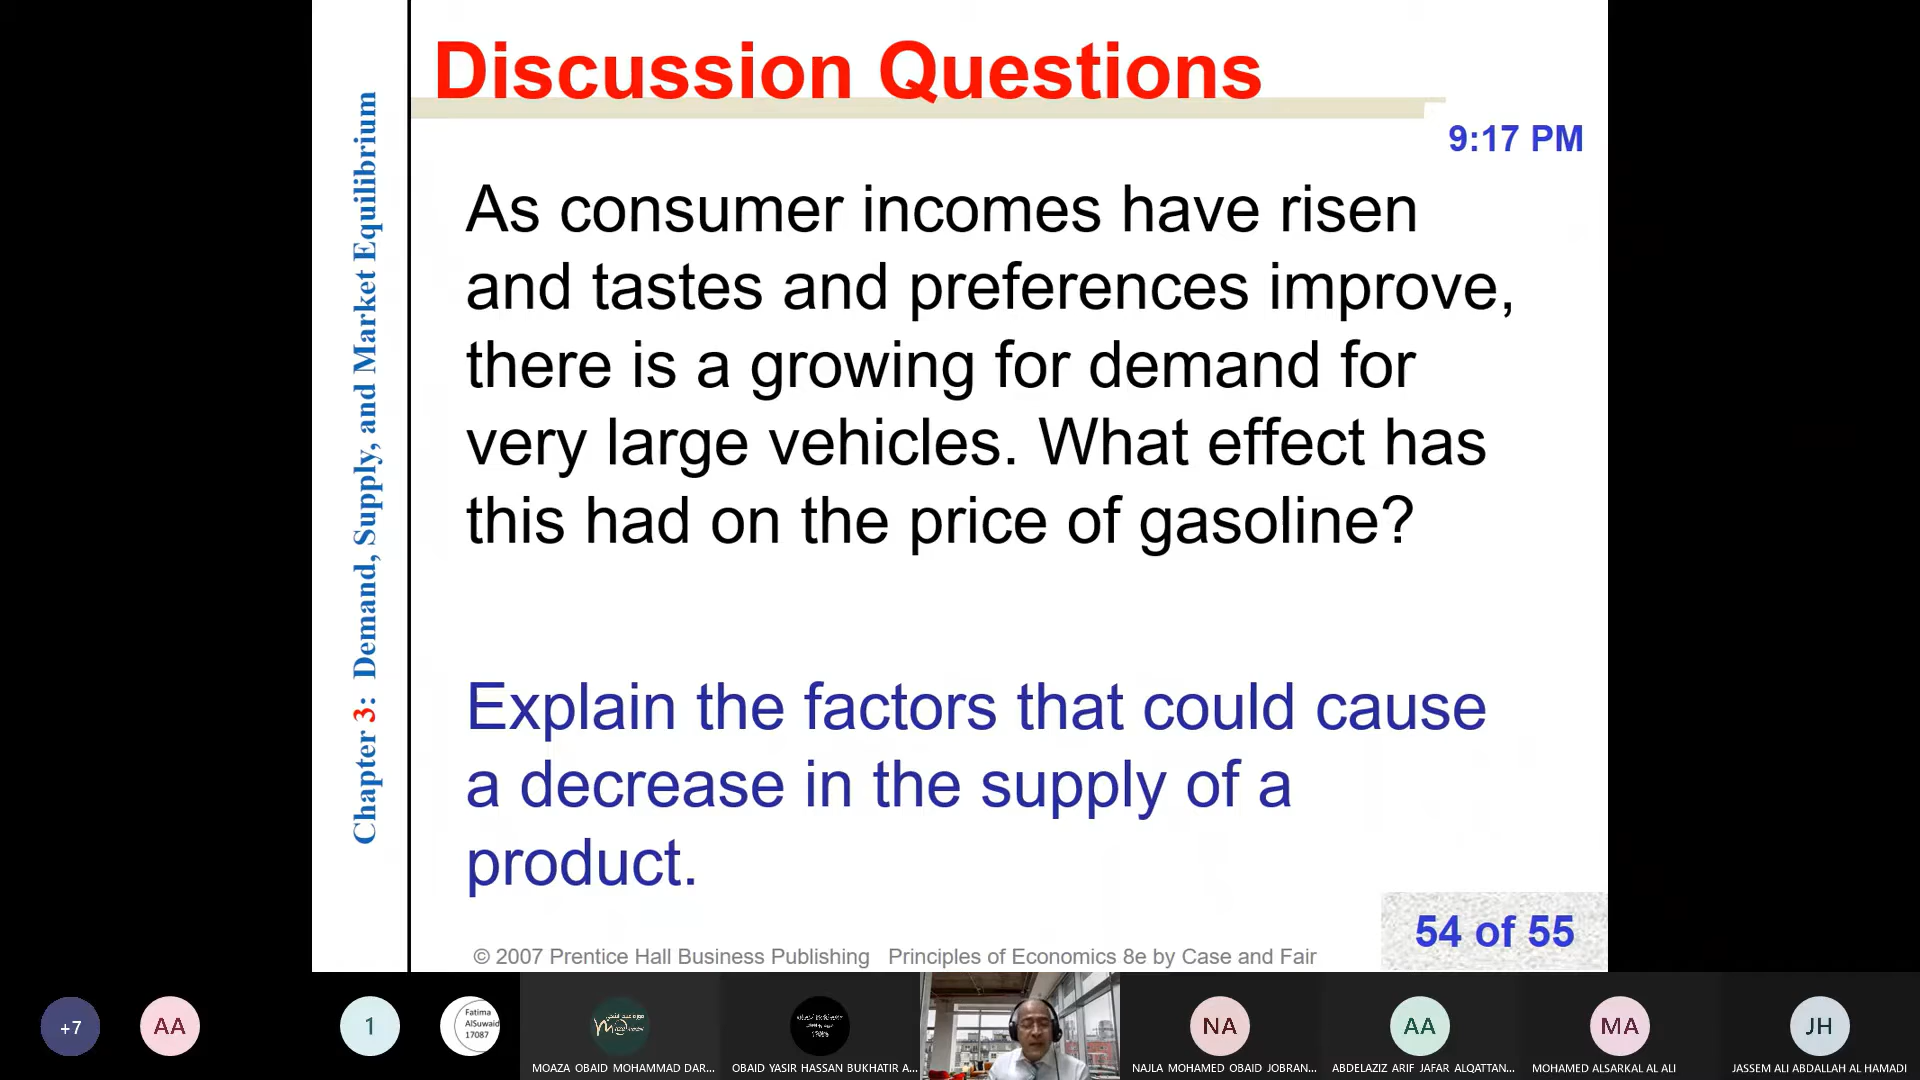 Discussion Questions
9:17 PM
Chapter 3: Demand, Supply, and Market Equilibrium
As consumer incomes have risen
and tastes and preferences improve,
there is a growing for demand for
very large vehicles. What effect has
this had on the price of gasoline?
Explain the factors that could cause
a decrease in the supply of a
product.
54 of 55
© 2007 Prentice Hall Business Publishing Principles of Economics 8e by Case and Fair
+7
AA
1
Fatima
AlSuwaid
17087
MOAZA OBAID MOHAMMAD DAR...
OBAID YASIR HASSAN BUKHATIR A...
NA
NAJLA MOHAMED OBAID JOBRAN...
AA
ABDELAZIZ ARIF JAFAR ALQATTAN...
MA
MOHAMED ALSARKAL AL ALI
JH
JASSEM ALI ABDALLAH AL HAMADI